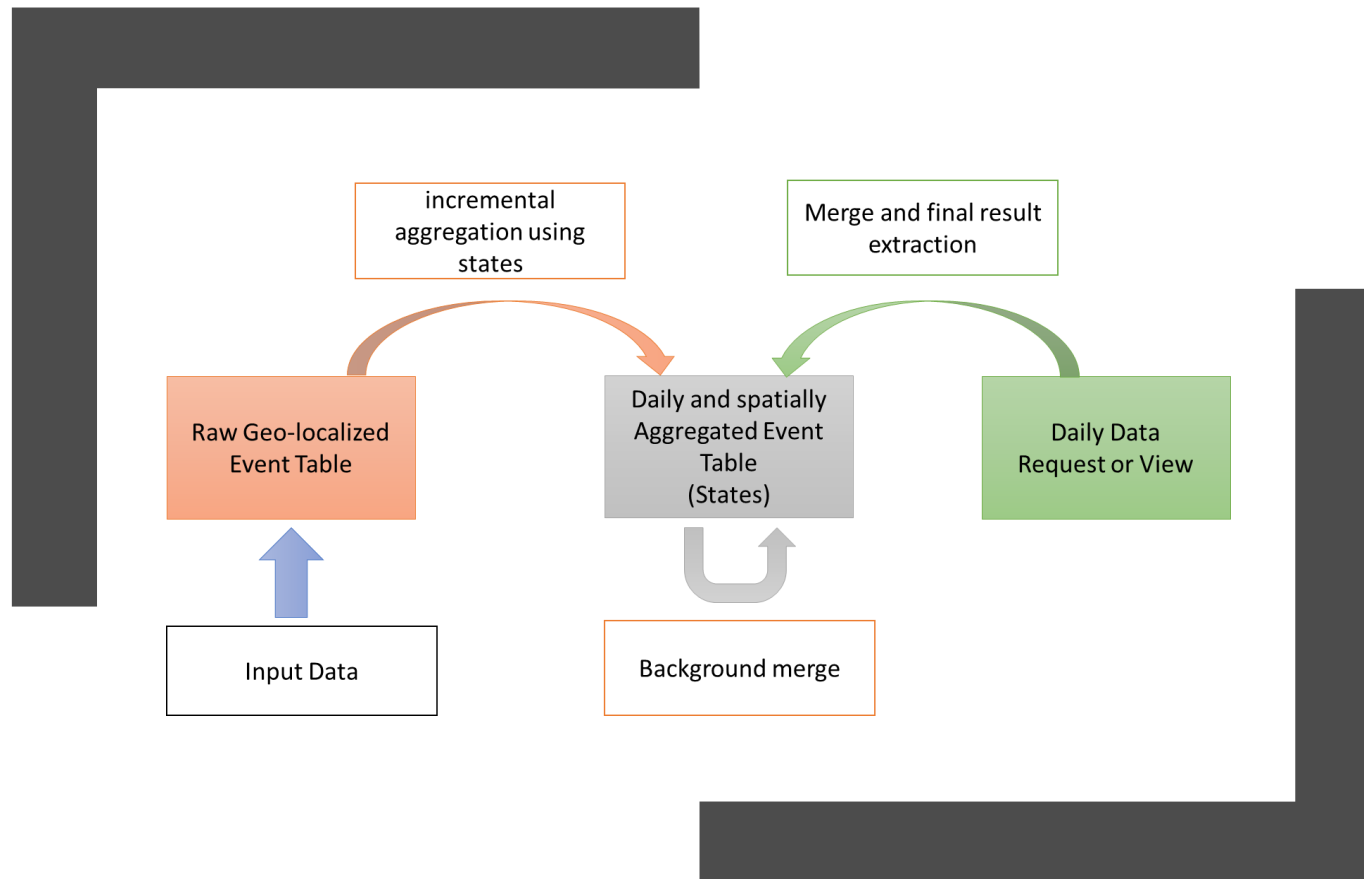 incremental
aggregation using
states
Merge and final result
extraction
Raw Geo-localized
Event Table
Daily and spatially
Aggregated Event
Table
(States)
Daily Data
Request or View
Input Data
Background merge